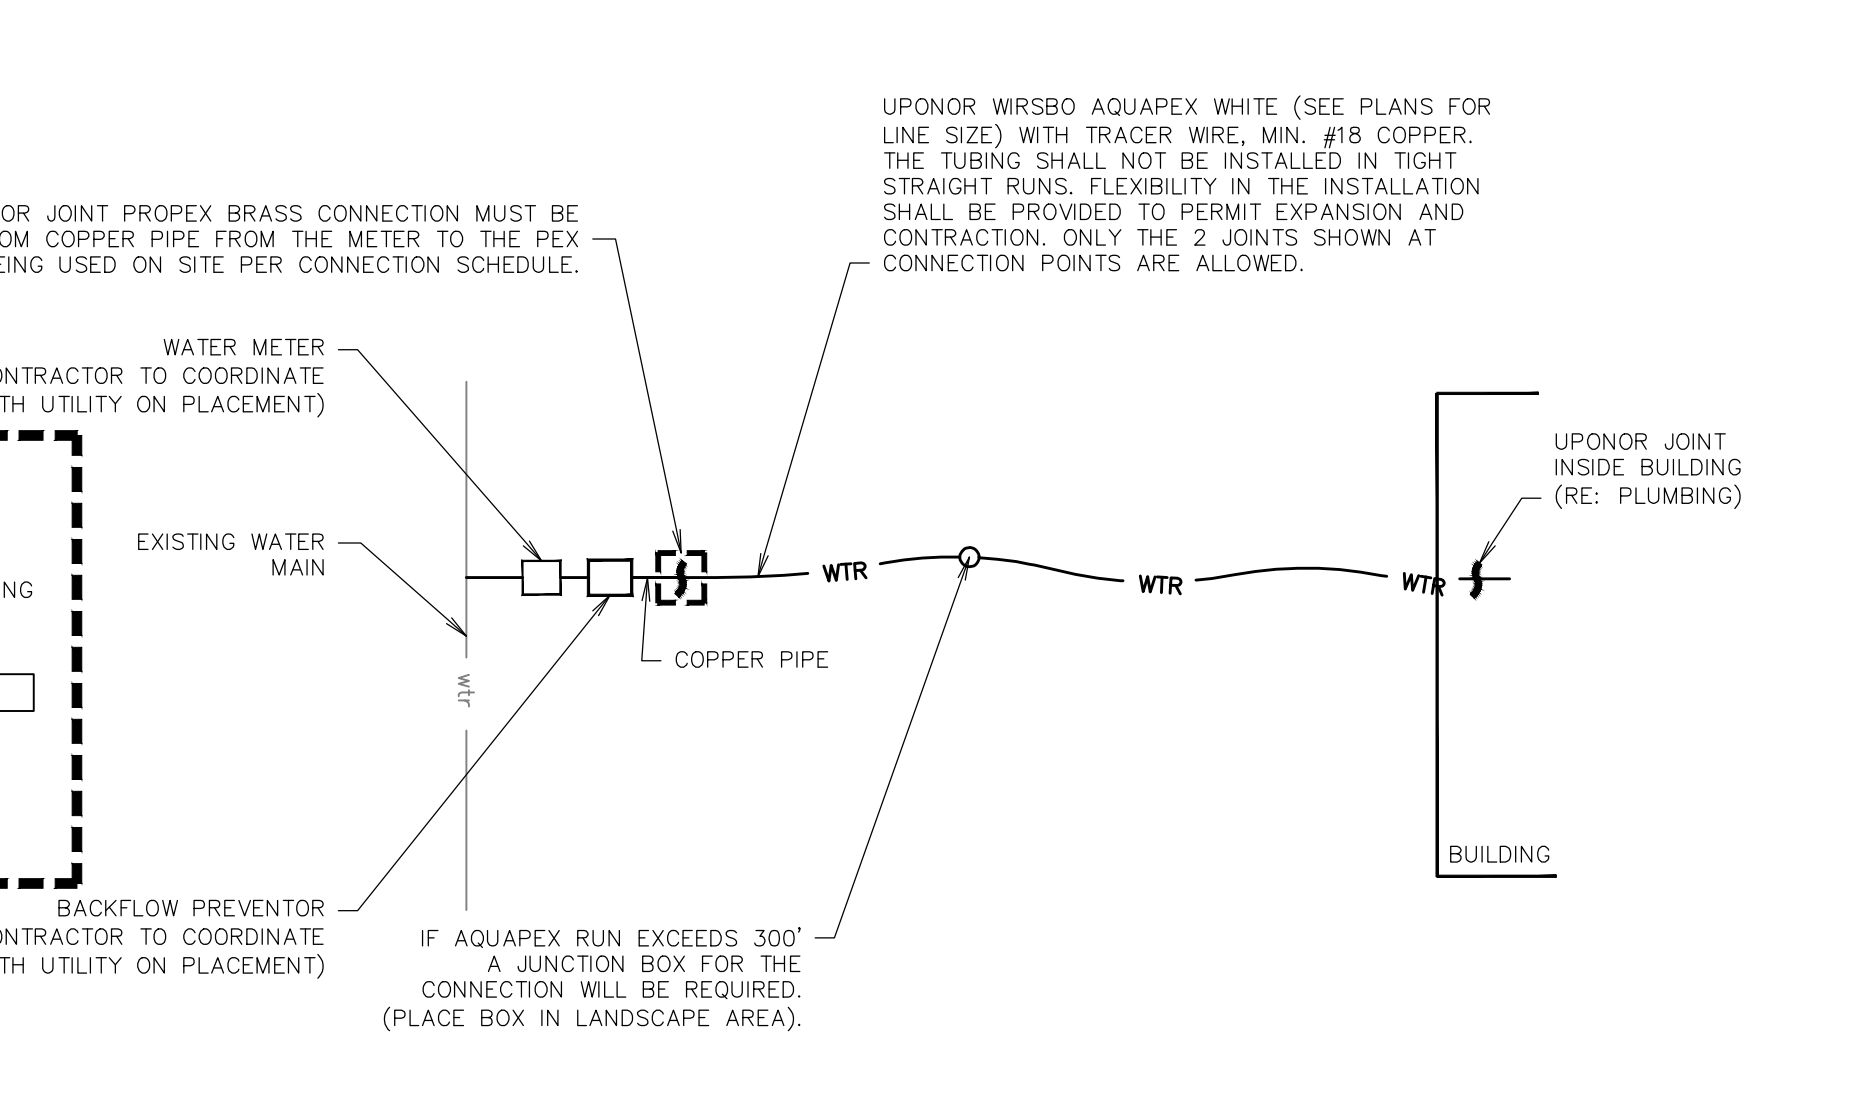 UPONOR WIRSBO AQUAPEX WHITE (SEE PLANS FOR
LINE SIZE) WITH TRACER WIRE, MIN. #18 COPPER.
THE TUBING SHALL NOT BE INSTALLED IN TIGHT
STRAIGHT RUNS. FLEXIBILITY IN THE INSTALLATION
SHALL BE PROVIDED TO PERMIT EXPANSION AND
CONTRACTION. ONLY THE 2 JOINTS SHOWN AT
CONNECTION POINTS ARE ALLOWED.
OR JOINT PROPEX BRASS CONNECTION MUST BE
OM COPPER PIPE FROM THE METER TO THE PEX
EING USED ON SITE PER CONNECTION SCHEDULE.
WATER METER
ONTRACTOR TO COORDINATE
TH UTILITY ON PLACEMENT)
UPONOR JOINT
INSIDE BUILDING
(RE: PLUMBING)
EXISTING WATER
MAIN
NG
WTR
WTR
WTR
COPPER PIPE
wtr
BUILDING
BACKFLOW PREVENTOR
ONTRACTOR TO COORDINATE
TH UTILITY ON PLACEMENT)
IF AQUAPEX RUN EXCEEDS 300'
A JUNCTION BOX FOR THE
CONNECTION WILL BE REQUIRED.
(PLACE BOX IN LANDSCAPE AREA).